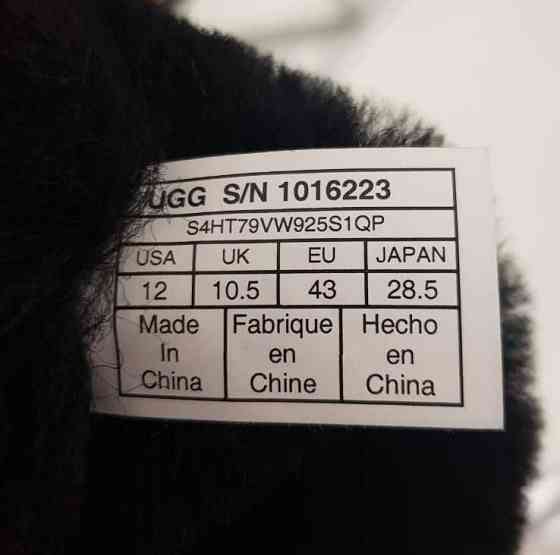 UGG S/N 1016223
S4HT79VW925S1QP
USA UK EU JAPAN
12 10.5 43 28.5
Made In China
Fabrique en Chine
Hecho en China